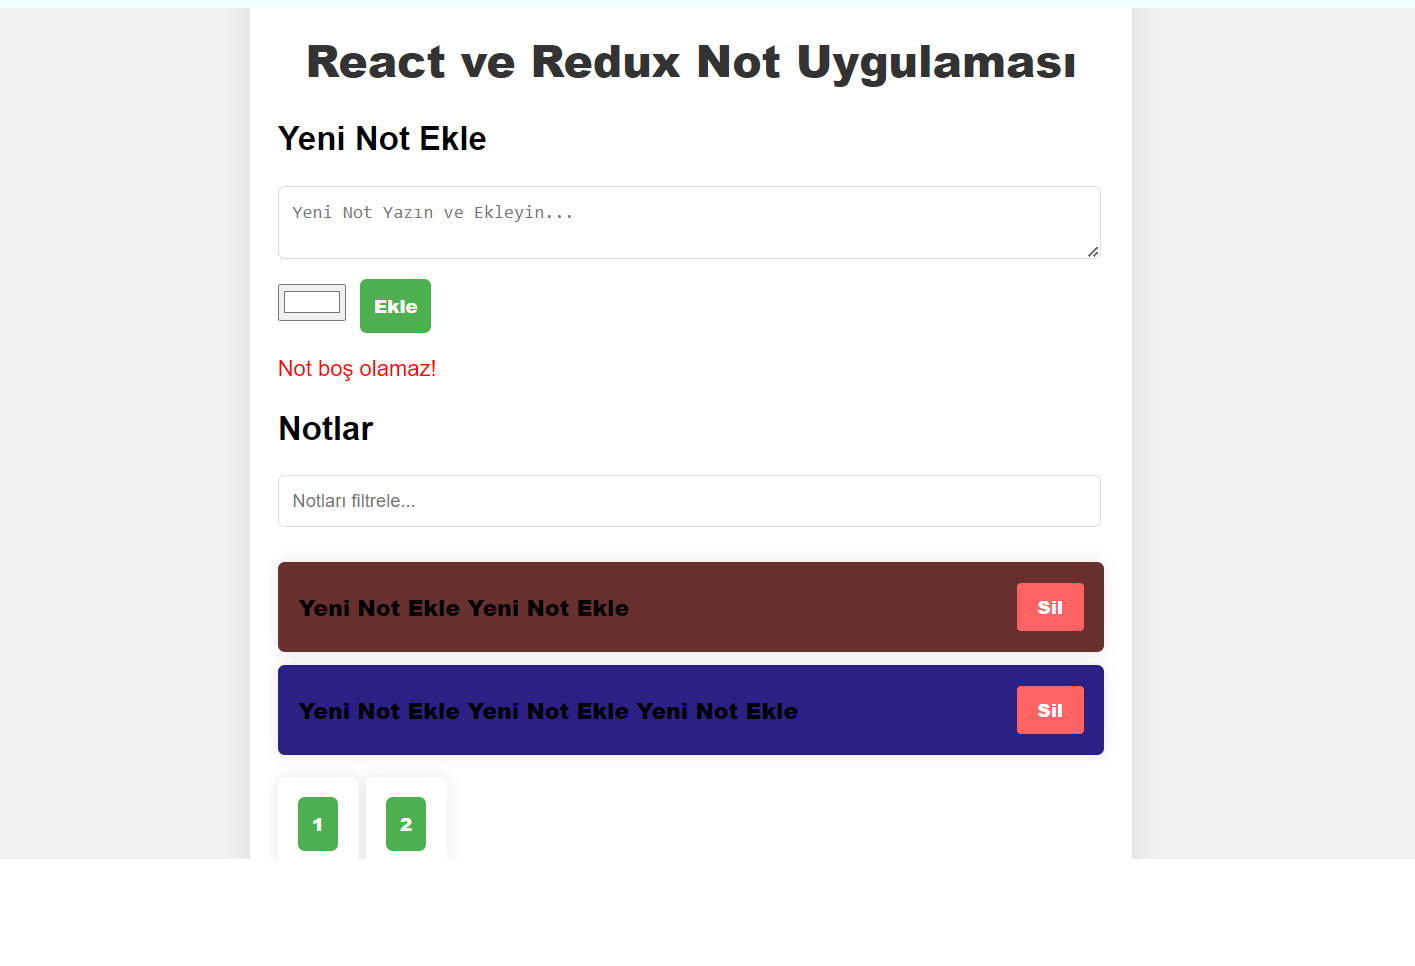 React ve Redux Not Uygulaması
Yeni Not Ekle
Yeni Not Yazın ve Ekleyin...
Ekle
Not boş olamaz!
Notlar
Notları filtrele...
Yeni Not Ekle Yeni Not Ekle
Sil
Yeni Not Ekle Yeni Not Ekle Yeni Not Ekle
Sil
1 2